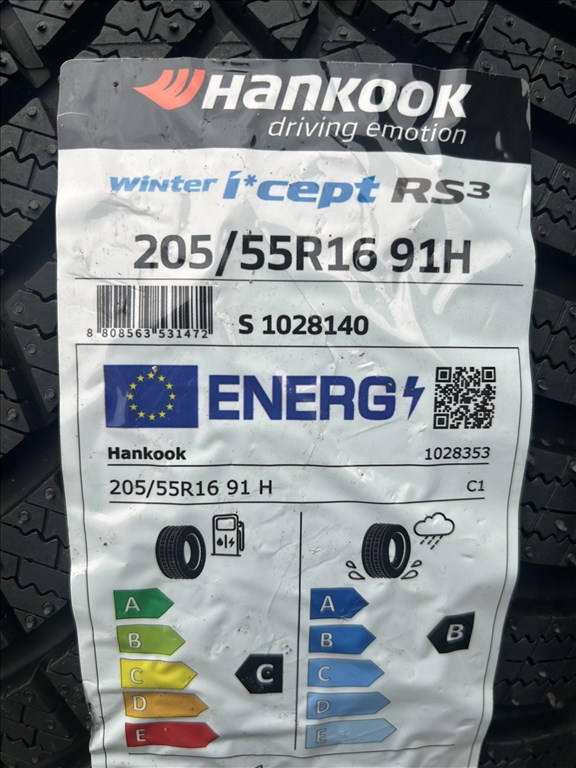 HANKOOK
driving emotion
winter i*cept RS3
205/55R16 91H
8 808563 531472
S 1028140
ENERG
Hankook 1028353
205/55R16 91 H C1
A A
B B B
C C C
D D
E E